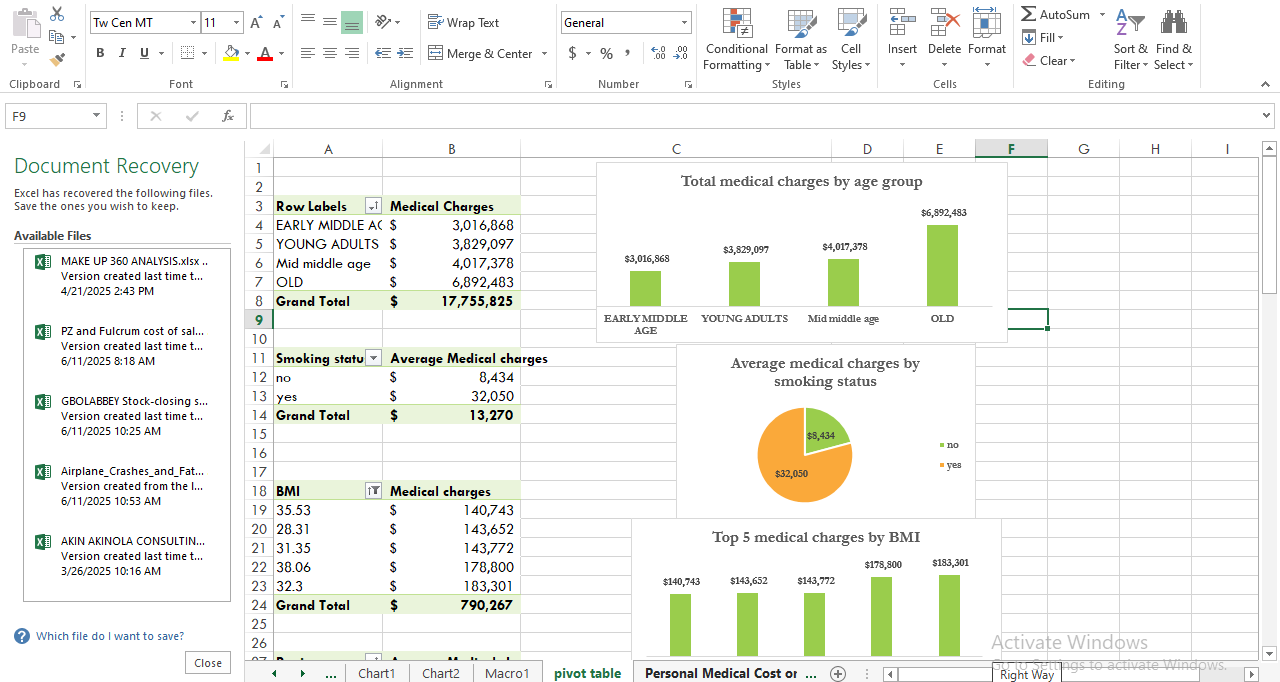 Tw Cen MT 11 A A Wrap Text General AutoSum
Paste B I U A Merge & Center $ % , Conditional Formatting Format as Table Cell Styles Insert Delete Format Fill Clear Sort & Filter Find & Select
Clipboard Font Alignment Number Styles Cells Editing
F9 fx
A B C D E F G H I
Document Recovery
Excel has recovered the following files.
Save the ones you wish to keep.
Available Files
MAKE UP 360 ANALYSIS.xlsx ..
Version created last time t...
4/21/2025 2:43 PM
PZ and Fulcrum cost of sal...
Version created last time t...
6/11/2025 8:18 AM
GBOLABBEY Stock-closing s...
Version created last time t...
6/11/2025 10:25 AM
Airplane_Crashes_and_Fat...
Version created from the l...
6/11/2025 10:53 AM
AKIN AKINOLA CONSULTIN...
Version created last time t...
3/26/2025 10:16 AM
Which file do I want to save?
Close
1
2
3 Row Labels Medical Charges
4 EARLY MIDDLE AG $ 3,016,868
5 YOUNG ADULTS $ 3,829,097
6 Mid middle age $ 4,017,378
7 OLD $ 6,892,483
8 Grand Total $ 17,755,825
9
10
11 Smoking statu Average Medical charges
12 no $ 8,434
13 yes $ 32,050
14 Grand Total $ 13,270
15
16
17
18 BMI Medical charges
19 35.53 $ 140,743
20 28.31 $ 143,652
21 31.35 $ 143,772
22 38.06 $ 178,800
23 32.3 $ 183,301
24 Grand Total $ 790,267
25
26
27
Total medical charges by age group
$3,016,868 $3,829,097 $4,017,378 $6,892,483
EARLY MIDDLE AGE YOUNG ADULTS Mid middle age OLD
Average medical charges by
smoking status
$8,434
$32,050
no
yes
Top 5 medical charges by BMI
$140,743 $143,652 $143,772 $178,800 $183,301
Activate Windows
Go to Settings to activate Windows.
... Chart1 Chart2 Macro1 pivot table Personal Medical Cost or ... Right Way